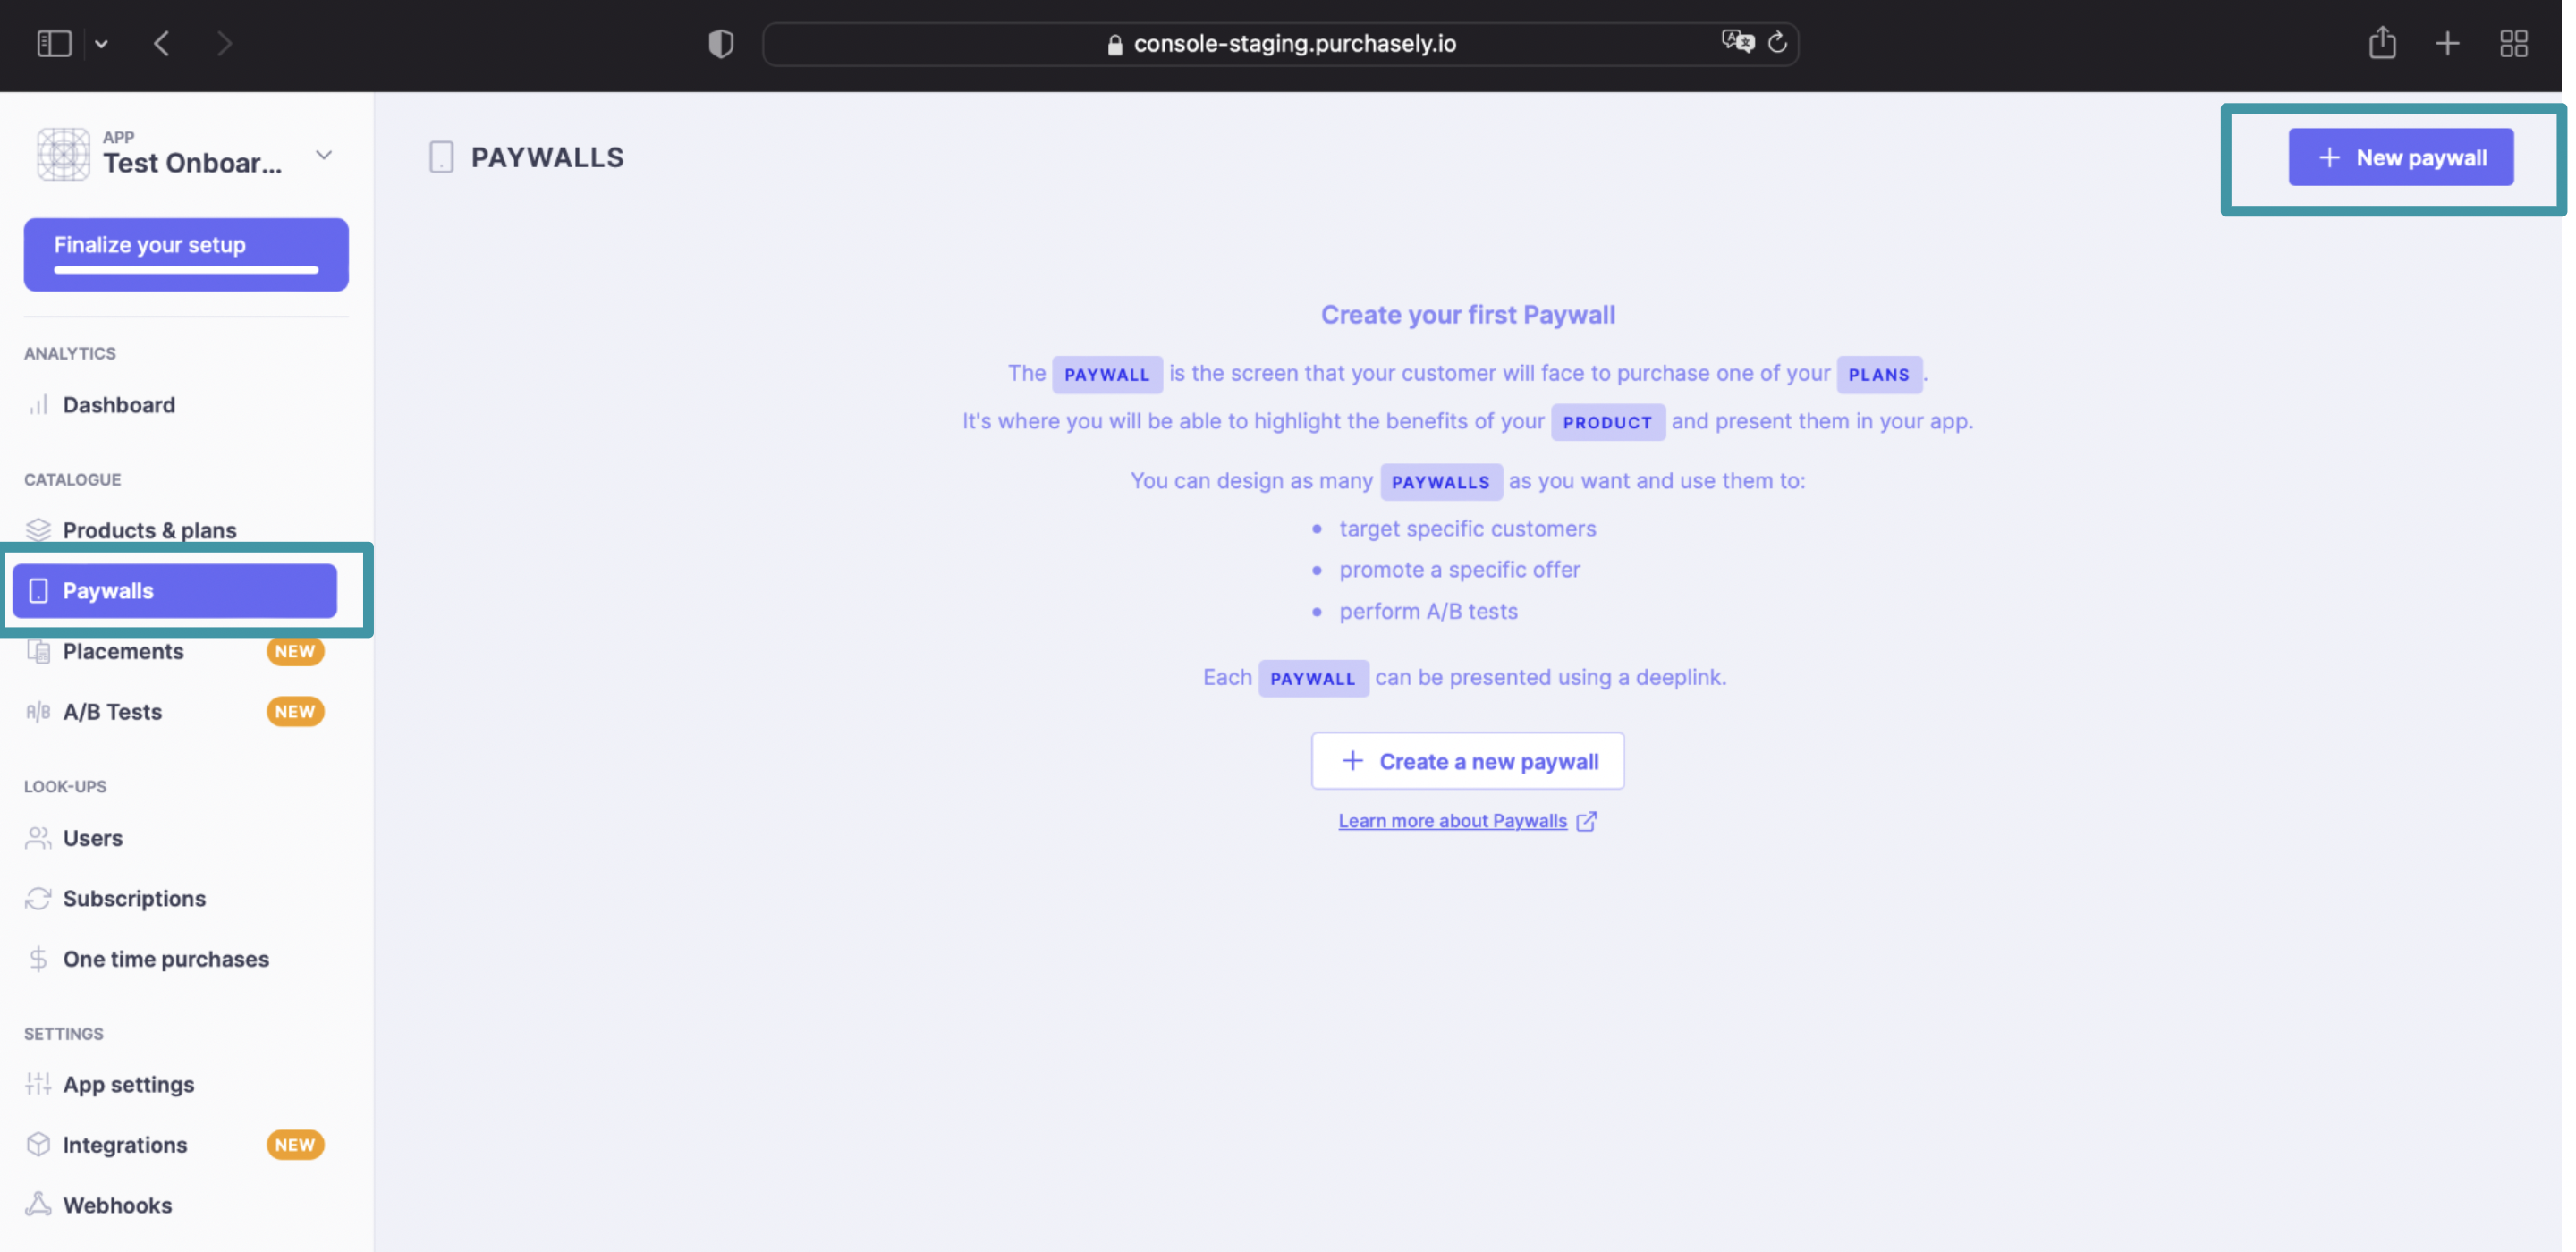 console-staging.purchasely.io
APP
Test Onboar...
Finalize your setup
ANALYTICS
Dashboard
CATALOGUE
Products & plans
Paywalls
Placements NEW
A/B Tests NEW
LOOK-UPS
Users
Subscriptions
One time purchases
SETTINGS
App settings
Integrations NEW
Webhooks
PAYWALLS
+ New paywall
Create your first Paywall
The PAYWALL is the screen that your customer will face to purchase one of your PLANS.
It's where you will be able to highlight the benefits of your PRODUCT and present them in your app.
You can design as many PAYWALLS as you want and use them to:
• target specific customers
• promote a specific offer
• perform A/B tests
Each PAYWALL can be presented using a deeplink.
+ Create a new paywall
Learn more about Paywalls